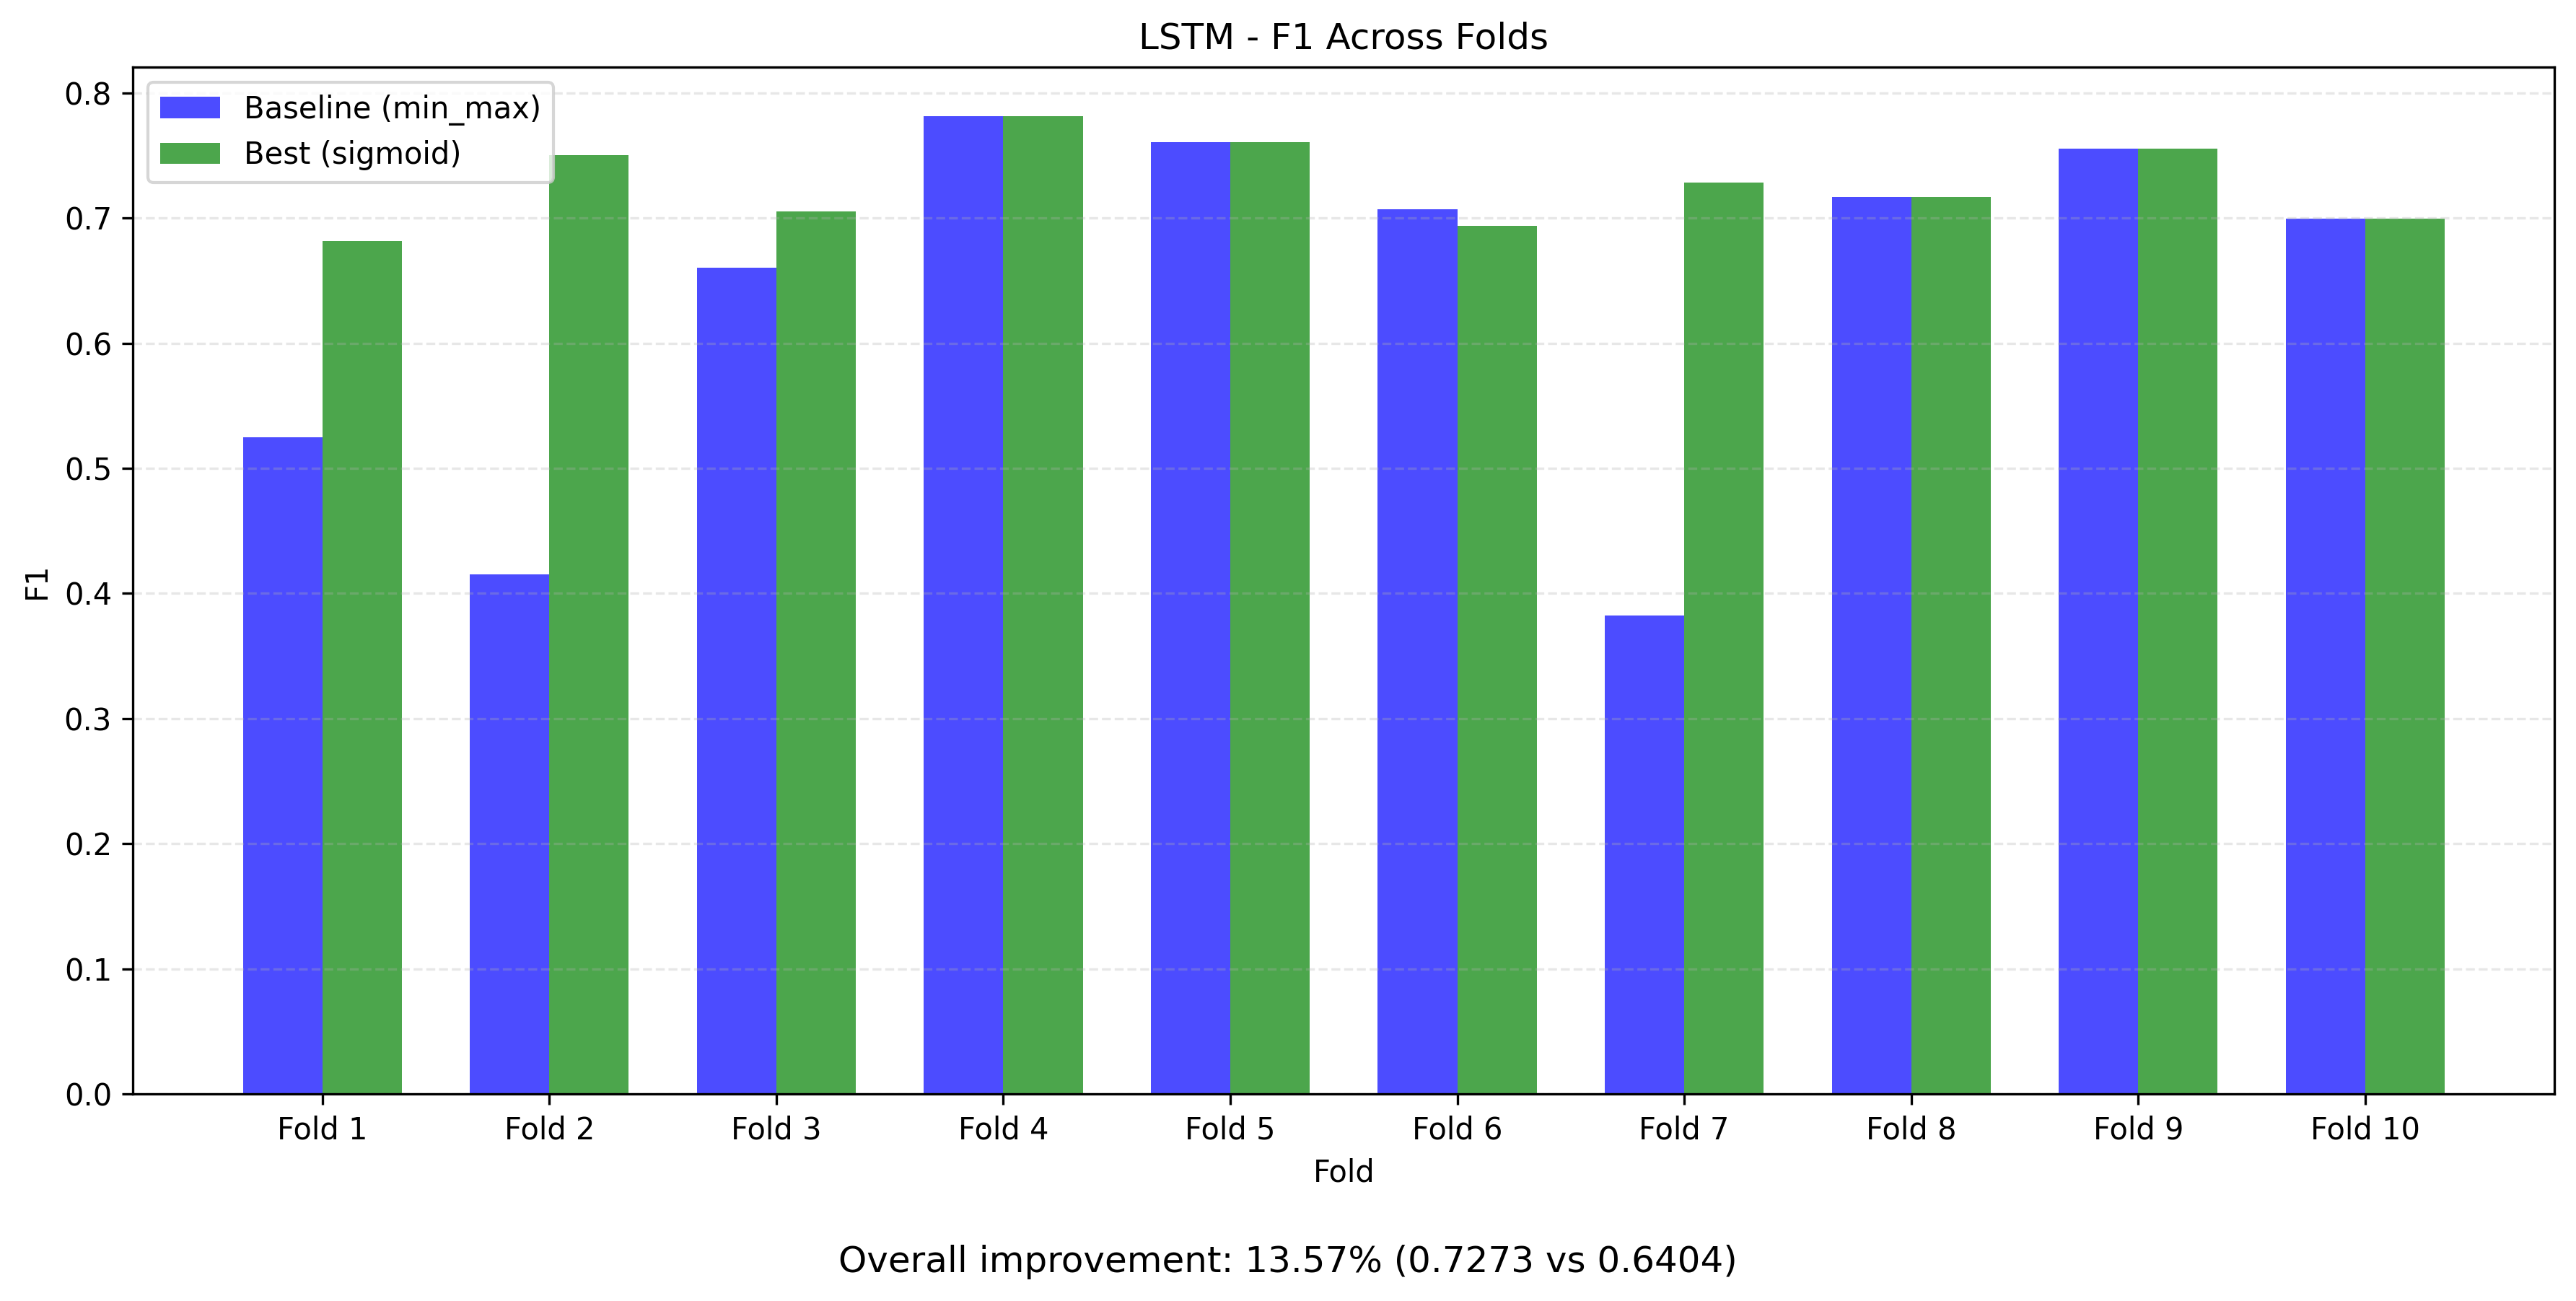 LSTM - F1 Across Folds
Baseline (min_max)
Best (sigmoid)
F1
0.8
0.7
0.6
0.5
0.4
0.3
0.2
0.1
0.0
Fold 1 Fold 2 Fold 3 Fold 4 Fold 5 Fold 6 Fold 7 Fold 8 Fold 9 Fold 10
Fold
Overall improvement: 13.57% (0.7273 vs 0.6404)